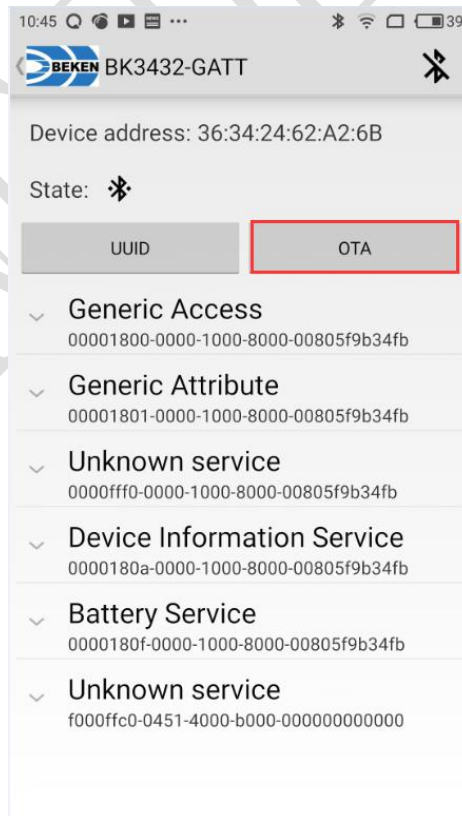 10:45 39
BEKEN BK3432-GATT
Device address: 36:34:24:62:A2:6B
State:
UUID OTA
Generic Access
00001800-0000-1000-8000-00805f9b34fb
Generic Attribute
00001801-0000-1000-8000-00805f9b34fb
Unknown service
0000fff0-0000-1000-8000-00805f9b34fb
Device Information Service
0000180a-0000-1000-8000-00805f9b34fb
Battery Service
0000180f-0000-1000-8000-00805f9b34fb
Unknown service
f000ffc0-0451-4000-b000-000000000000